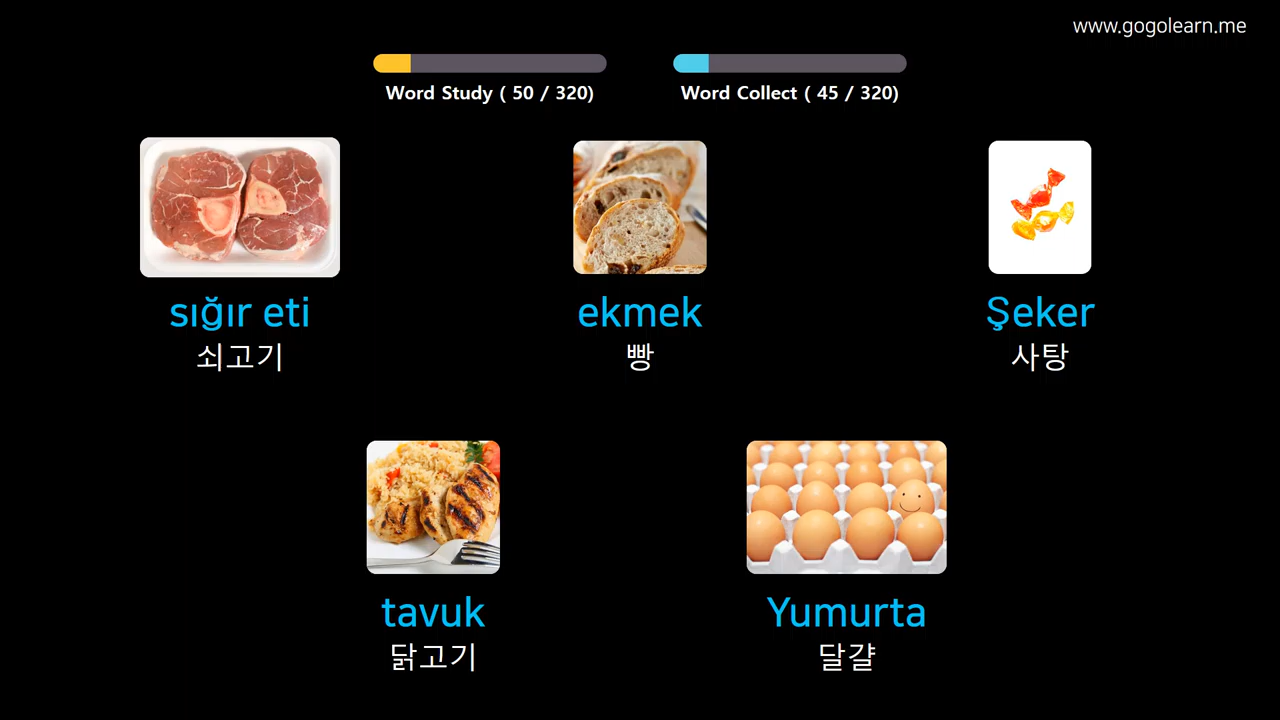 www.gogolearn.me
Word Study ( 50 / 320)
Word Collect ( 45 / 320)
sığır eti
쇠고기
ekmek
빵
Şeker
사탕
tavuk
닭고기
Yumurta
달걀